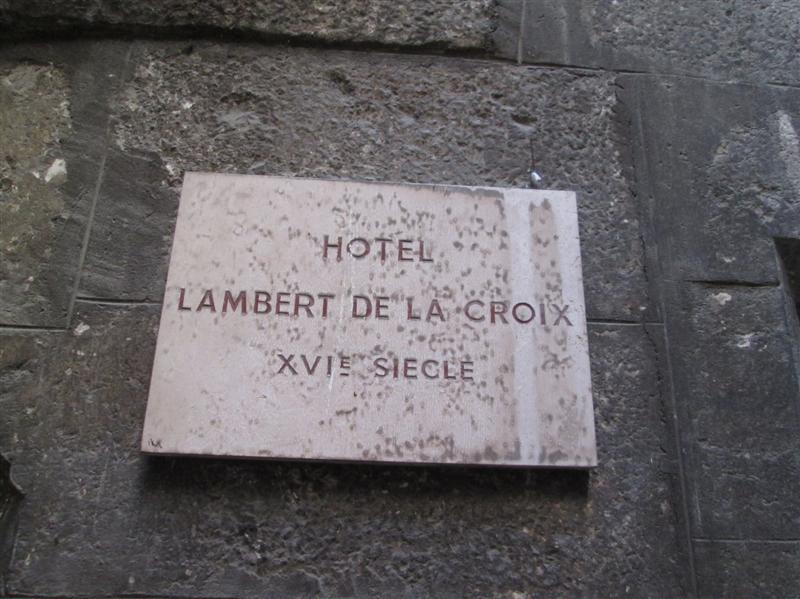 HOTEL
LAMBERT DE LA CROIX
XVIE SIECLE